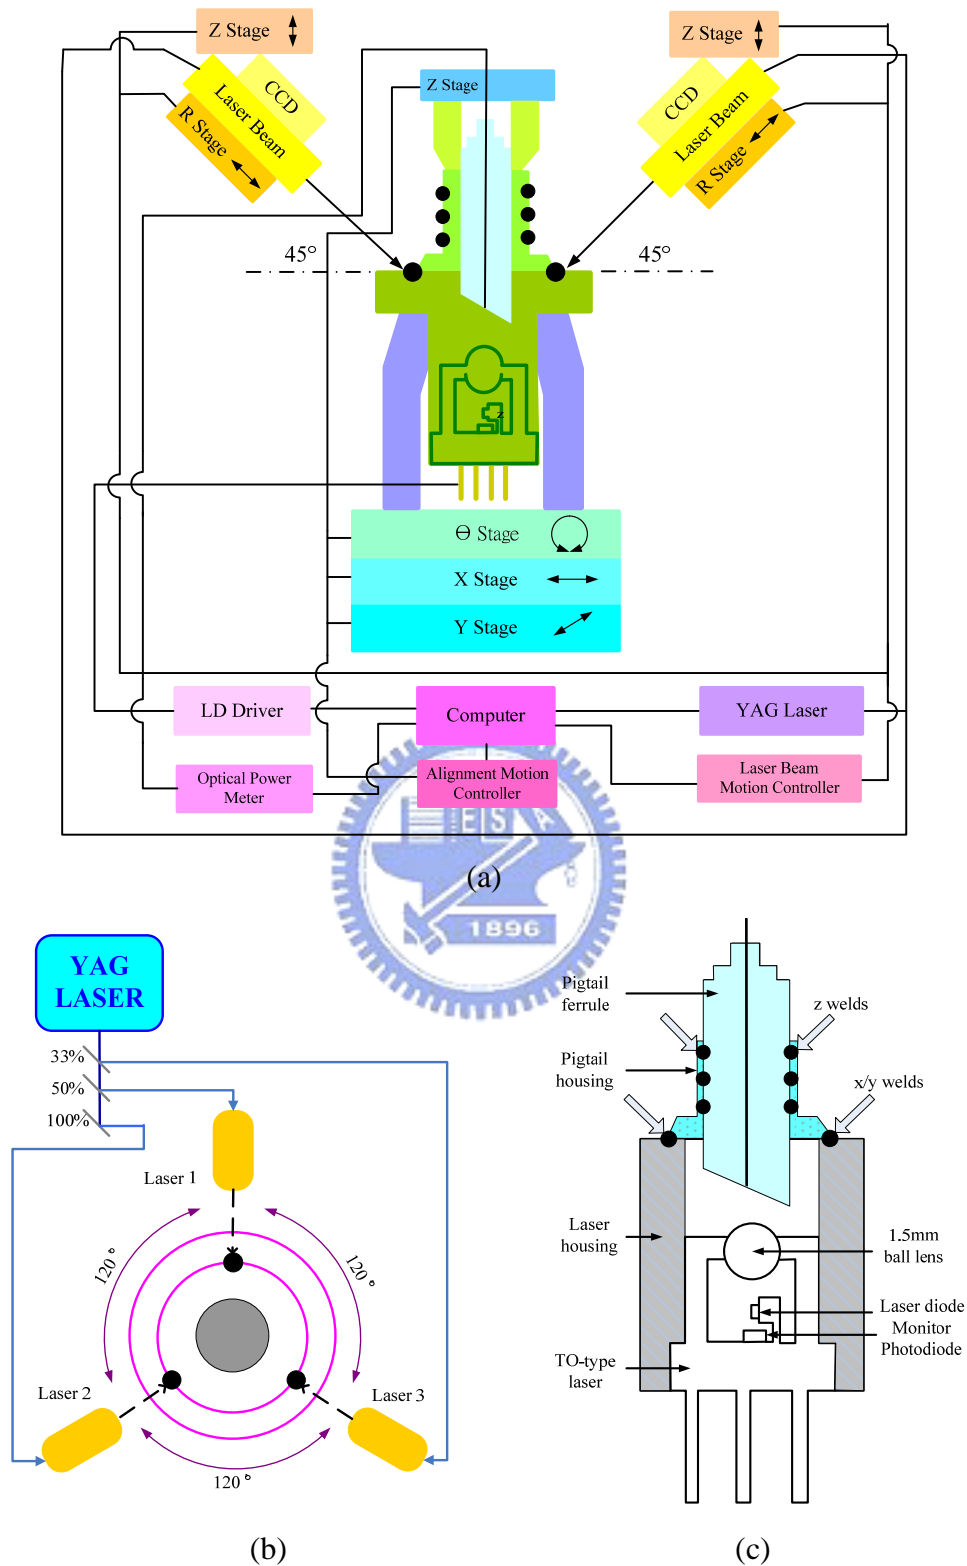 Z Stage
Z Stage
CCD
Laser Beam
R Stage
Z Stage
CCD
Laser Beam
R Stage
45°
45°
z
Θ Stage
X Stage
Y Stage
LD Driver
Computer
YAG Laser
Optical Power
Meter
Alignment Motion
Controller
Laser Beam
Motion Controller
E S A
(a)
1896
YAG
LASER
33%
50%
100%
Laser 1
120°
120°
Laser 2
Laser 3
120°
(b)
Pigtail
ferrule
z welds
Pigtail
housing
x/y welds
Laser
housing
1.5mm
ball lens
Laser diode
Monitor
Photodiode
TO-type
laser
(c)